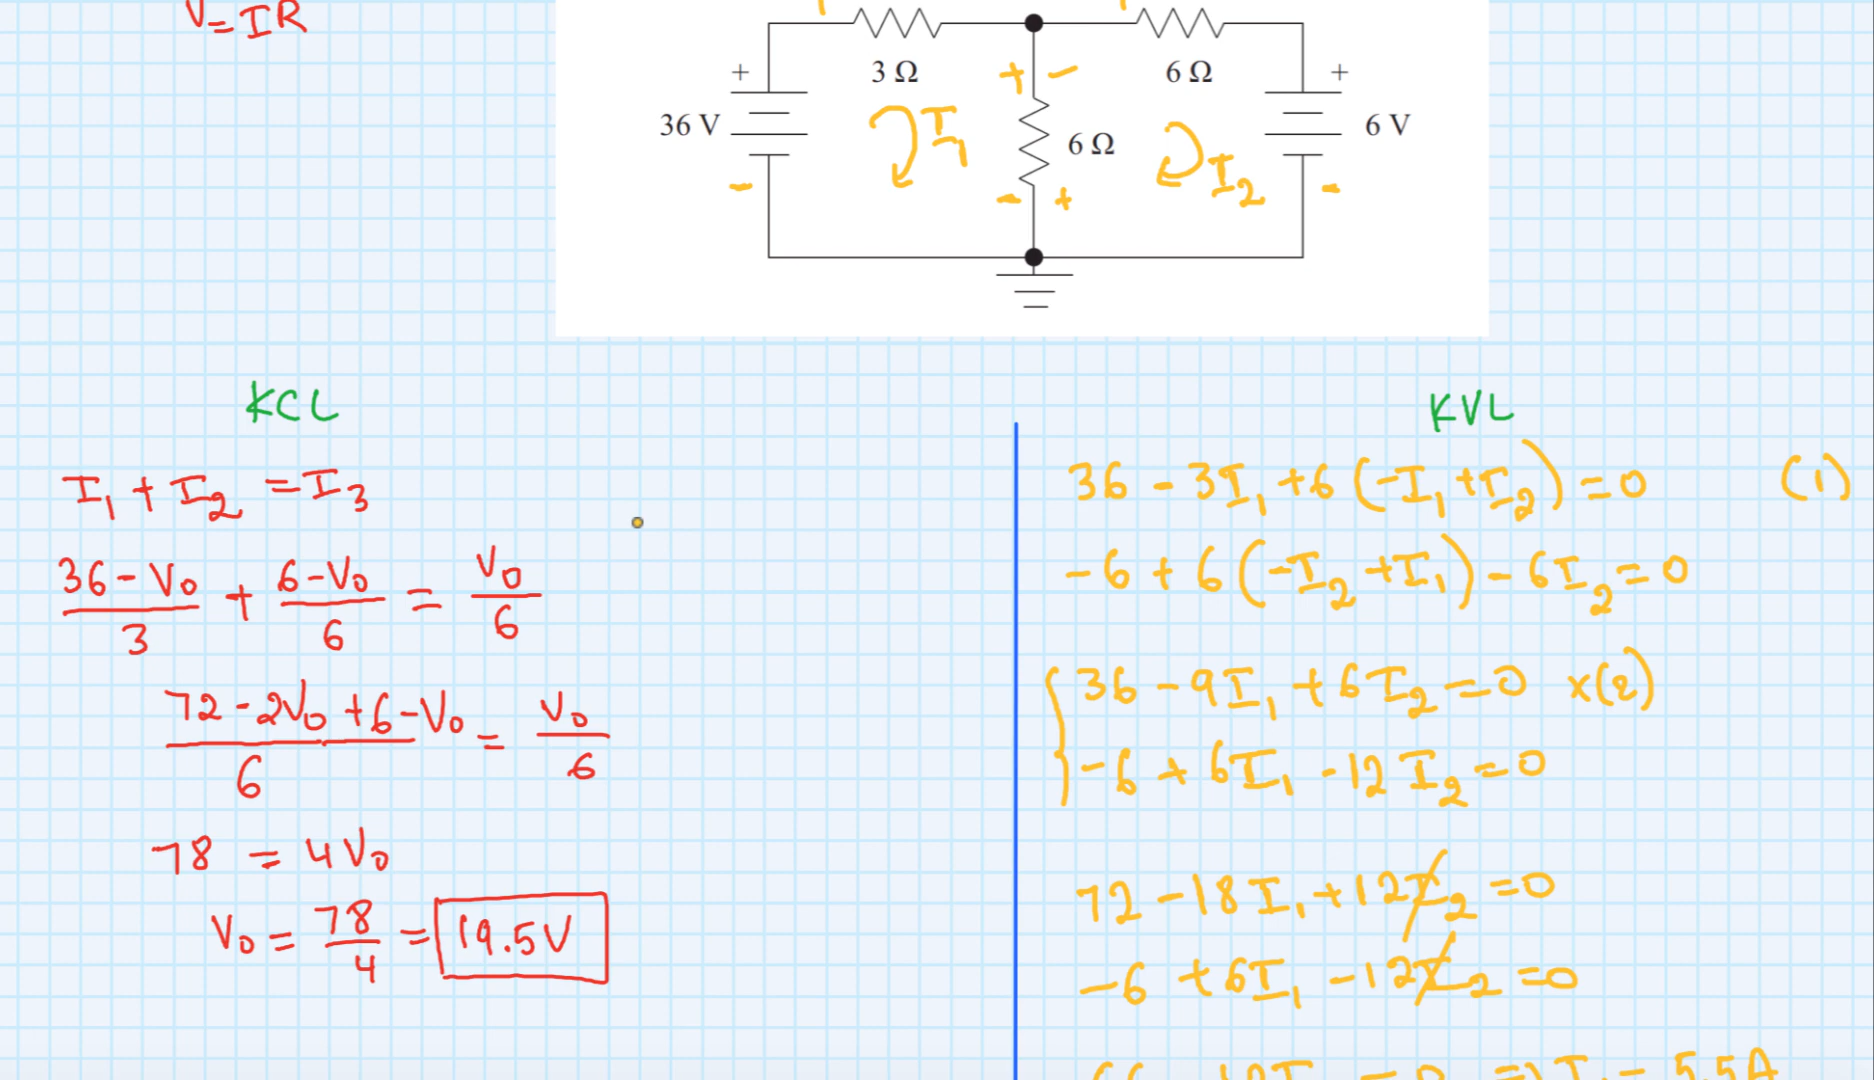 V=IR
3 Ω
6 Ω
+
+ -
+
36 V
I₁
6 Ω
I₂
6 V
-
- +
-
KCL
I₁ + I₂ = I₃
(36-V₀)/3 + (6-V₀)/6 = V₀/6
(72-2V₀+6-V₀)/6 = V₀/6
78 = 4V₀
V₀ = 78/4 = 19.5V
KVL
36 - 3I₁ + 6(-I₁+I₂) = 0 (1)
-6 + 6(-I₂+I₁) - 6I₂ = 0
36 - 9I₁ + 6I₂ = 0 x(2)
-6 + 6I₁ - 12I₂ = 0
72 - 18I₁ + 12I₂ = 0
-6 + 6I₁ - 12I₂ = 0
5.5A